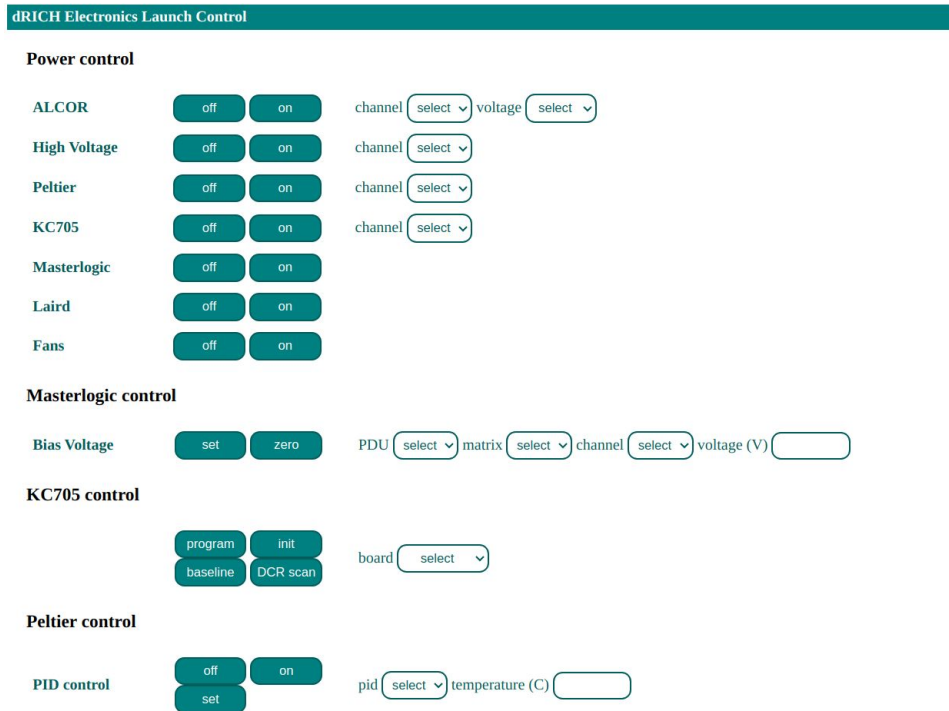 dRICH Electronics Launch Control
Power control
ALCOR off on channel select voltage select
High Voltage off on channel select
Peltier off on channel select
KC705 off on channel select
Masterlogic off on
Laird off on
Fans off on
Masterlogic control
Bias Voltage set zero PDU select matrix select channel select voltage (V)
KC705 control
program init
board select
baseline DCR scan
Peltier control
off on
PID control pid select temperature (C)
set